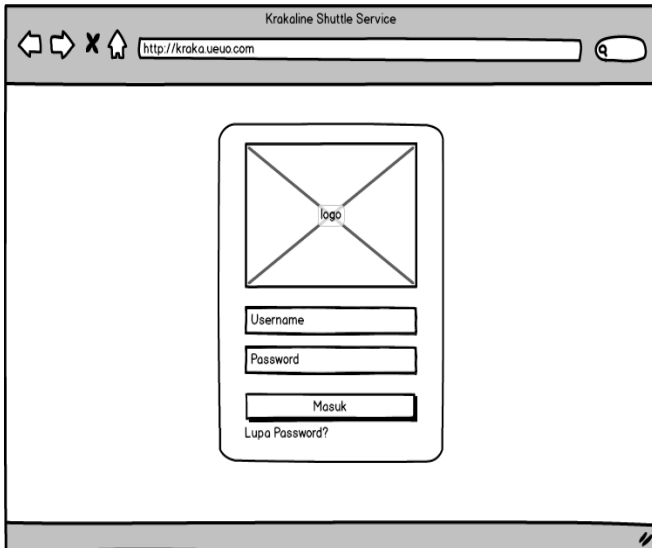 Krakaline Shuttle Service
http://kraka.ueuo.com
logo
Username
Password
Masuk
Lupa Password?